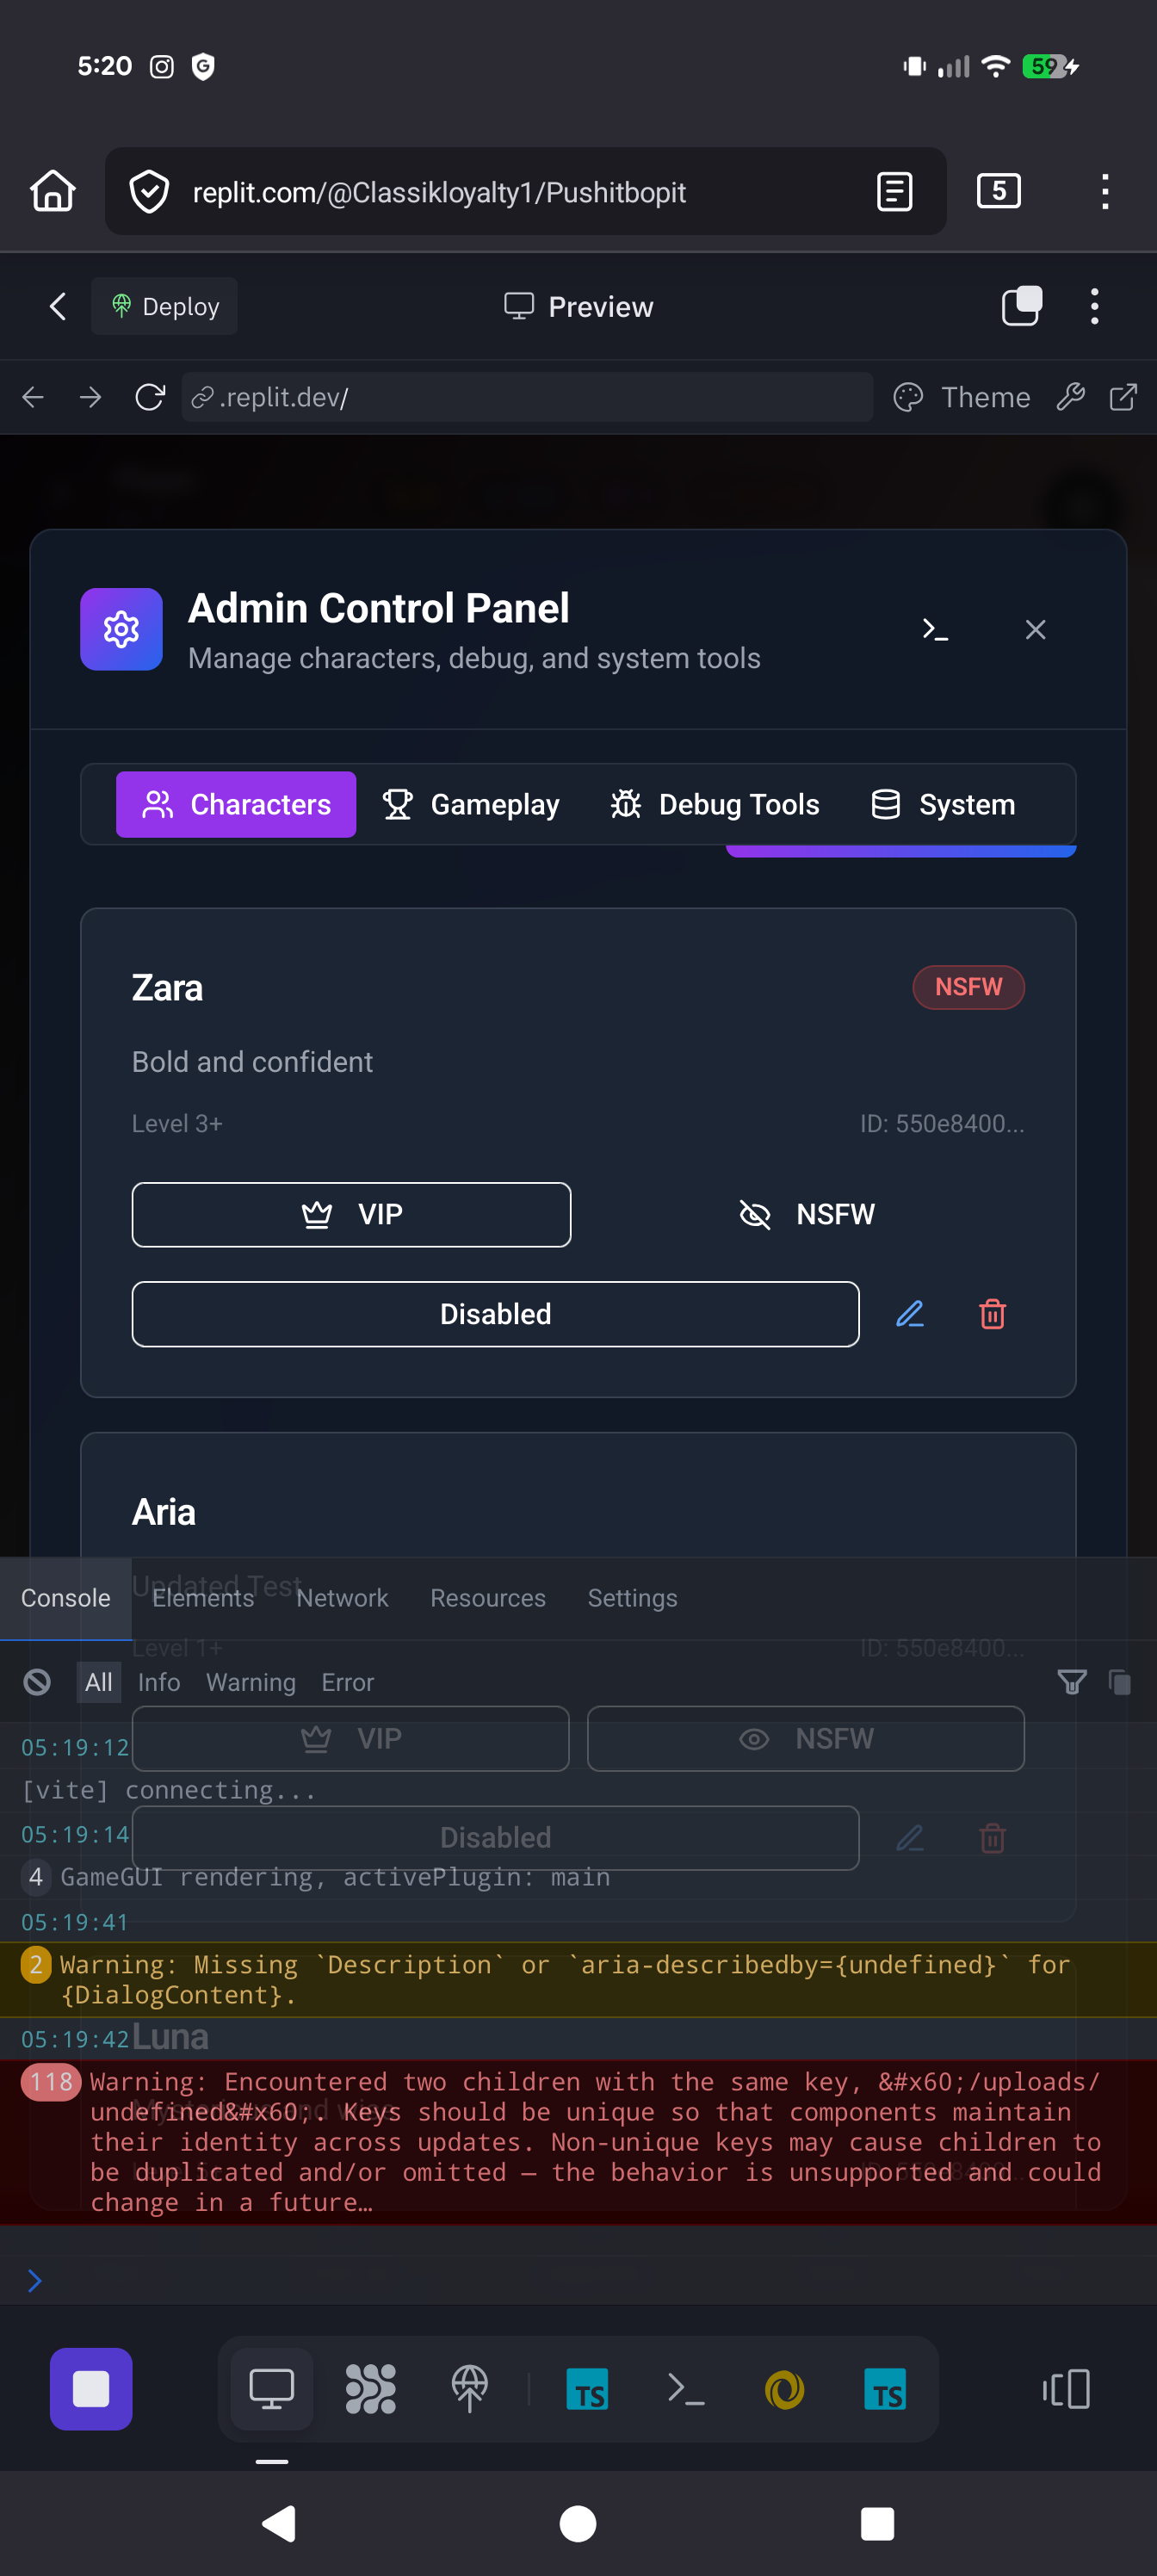 5:20
59
replit.com/@Classikloyalty1/Pushitbopit
5
Deploy
Preview
.replit.dev/
Theme
Admin Control Panel
Manage characters, debug, and system tools
Characters
Gameplay
Debug Tools
System
Zara
NSFW
Bold and confident
Level 3+
ID: 550e8400...
VIP
NSFW
Disabled
Aria
Updated Test
Console
Elements
Network
Resources
Settings
Level 1+
ID: 550e8400...
All
Info
Warning
Error
VIP
NSFW
05:19:12
[vite] connecting...
05:19:14
Disabled
4 GameGUI rendering, activePlugin: main
05:19:41
2 Warning: Missing `Description` or `aria-describedby={undefined}` for
{DialogContent}.
05:19:42
Luna
118 Warning: Encountered two children with the same key, &#x60;/uploads/
undefined&#x60;. Keys should be unique so that components maintain
their identity across updates. Non-unique keys may cause children to
be duplicated and/or omitted — the behavior is unsupported and could
change in a future…
TS
TS